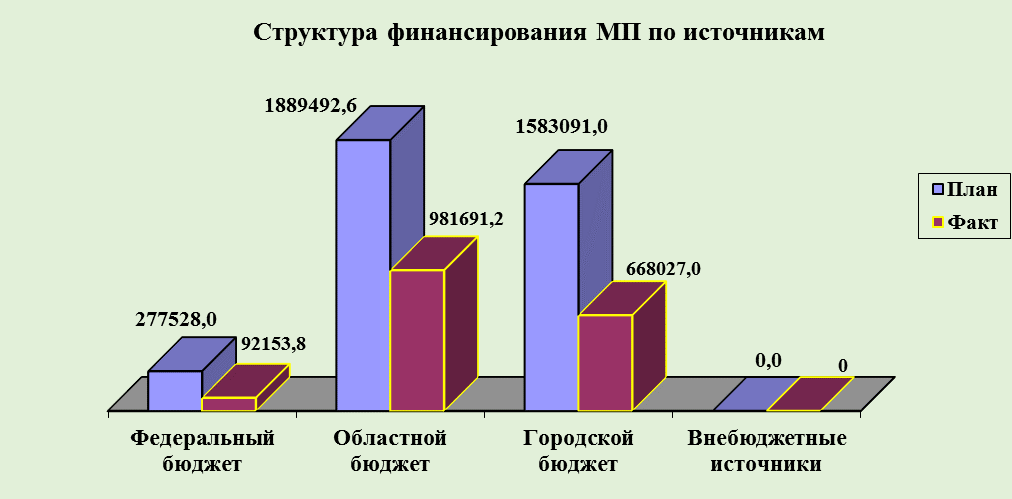 Структура финансирования МП по источникам
1889492,6
1583091,0
981691,2
668027,0
277528,0
92153,8
0,0
0
План
Факт
Федеральный
бюджет
Областной
бюджет
Городской
бюджет
Внебюджетные
источники